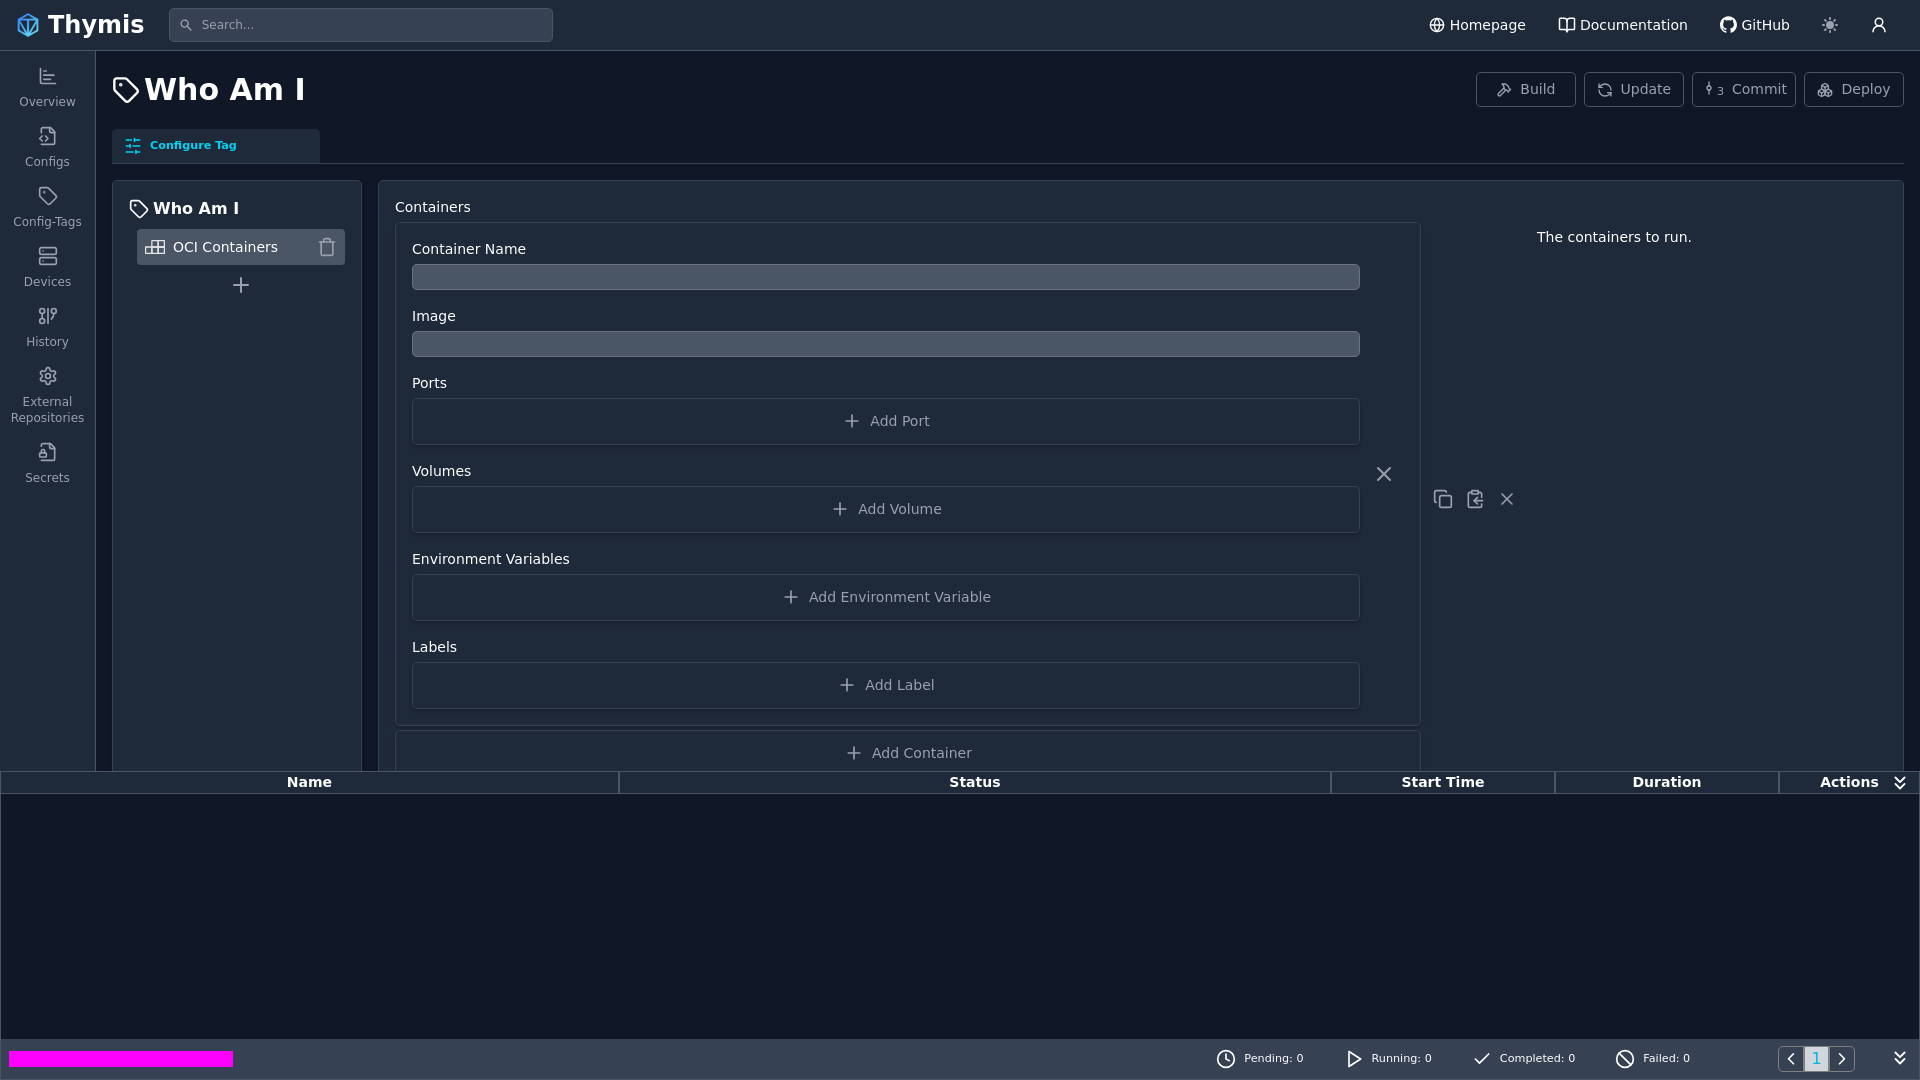 Thymis
Search...
Homepage
Documentation
GitHub
Overview
Configs
Config-Tags
Devices
History
External
Repositories
Secrets
Who Am I
Build
Update
3 Commit
Deploy
Configure Tag
Who Am I
OCI Containers
Containers
The containers to run.
Container Name
Image
Ports
Add Port
Volumes
Add Volume
Environment Variables
Add Environment Variable
Labels
Add Label
Add Container
Name Status Start Time Duration Actions
Pending: 0 Running: 0 Completed: 0 Failed: 0
1